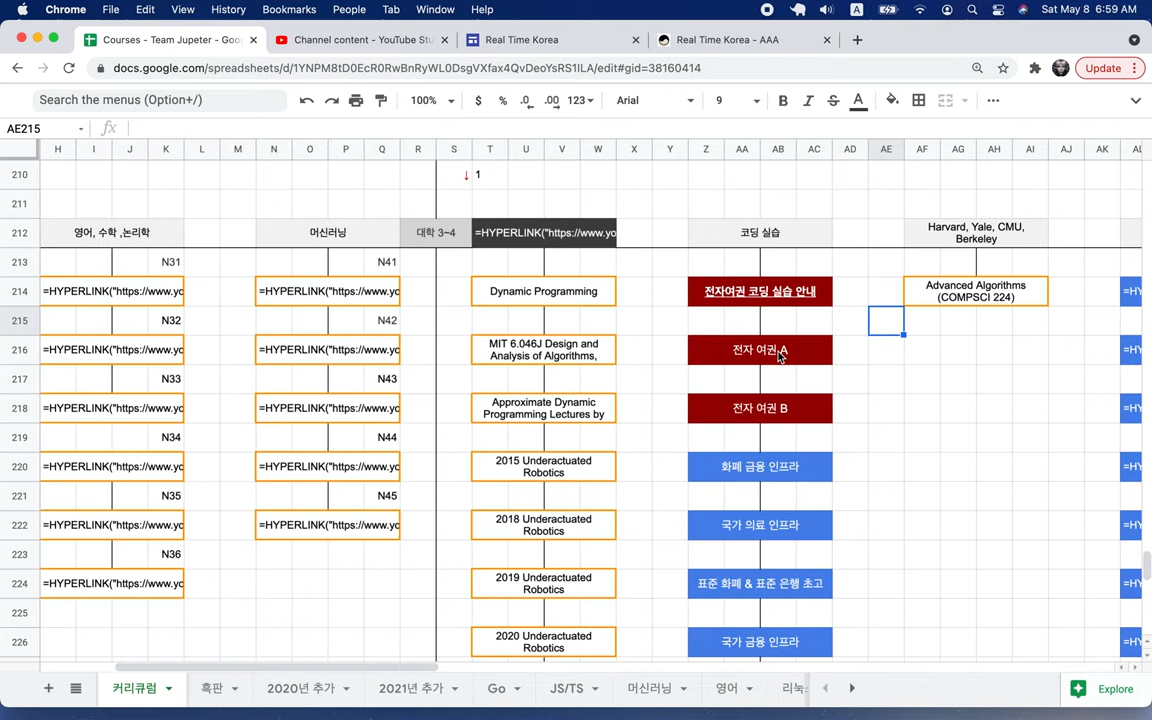 Chrome File Edit View History Bookmarks People Tab Window Help A Sat May 8 6:59 AM
Courses - Team Jupeter - Goo
Channel content - YouTube Stu
Real Time Korea
Real Time Korea - AAA
docs.google.com/spreadsheets/d/1YNPM8tD0EcR0RwBnRyWL0DsgVXfax4QvDeoYsRS1ILA/edit#gid=38160414
Update
Search the menus (Option+/)
100% $ % .0 .00 123 Arial 9 B I S A
AE215 fx
H I J K L M N O P Q R S T U V W X Y Z AA AB AC AD AE AF AG AH AI AJ AK AL
210 ↓ 1
211
212 영어, 수학 ,논리학 머신러닝 대학 3~4 =HYPERLINK("https://www.yo 코딩 실습 Harvard, Yale, CMU,
Berkeley
213 N31 N41
214 =HYPERLINK("https://www.yo =HYPERLINK("https://www.yo Dynamic Programming 전자여권 코딩 실습 안내 Advanced Algorithms
(COMPSCI 224) =HY
215 N32 N42
216 =HYPERLINK("https://www.yo =HYPERLINK("https://www.yo MIT 6.046J Design and
Analysis of Algorithms, 전자 여권 A =HY
217 N33 N43
218 =HYPERLINK("https://www.yo =HYPERLINK("https://www.yo Approximate Dynamic
Programming Lectures by 전자 여권 B =HY
219 N34 N44
220 =HYPERLINK("https://www.yo =HYPERLINK("https://www.yo 2015 Underactuated
Robotics 화폐 금융 인프라 =HY
221 N35 N45
222 =HYPERLINK("https://www.yo =HYPERLINK("https://www.yo 2018 Underactuated
Robotics 국가 의료 인프라 =HY
223 N36
224 =HYPERLINK("https://www.yo 2019 Underactuated
Robotics 표준 화폐 & 표준 은행 초고 =HY
225
226 2020 Underactuated
Robotics 국가 금융 인프라 =HY
커리큘럼 흑판 2020년 추가 2021년 추가 Go JS/TS 머신러닝 영어 리눅 Explore